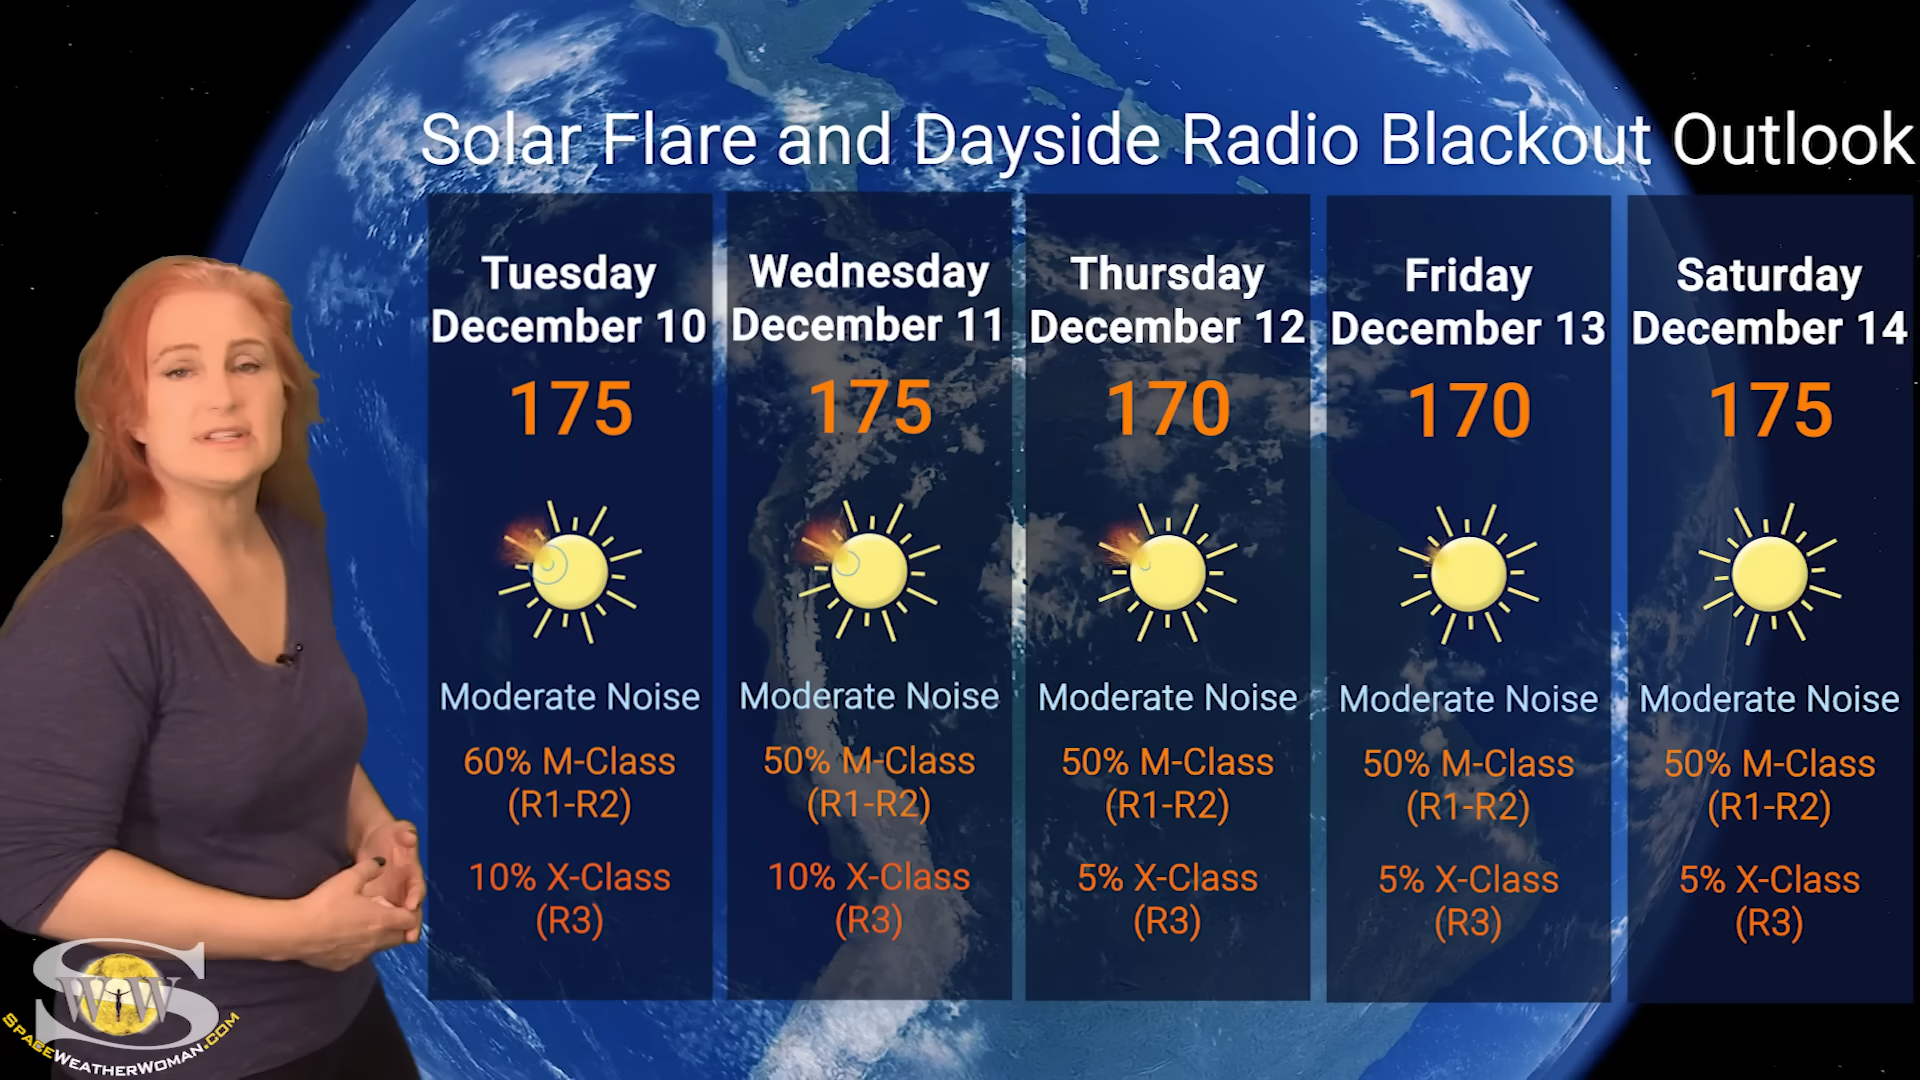 Solar Flare and Dayside Radio Blackout Outlook
Tuesday
December 10
175
Moderate Noise
60% M-Class
(R1-R2)
10% X-Class
(R3)
Wednesday
December 11
175
Moderate Noise
50% M-Class
(R1-R2)
10% X-Class
(R3)
Thursday
December 12
170
Moderate Noise
50% M-Class
(R1-R2)
5% X-Class
(R3)
Friday
December 13
170
Moderate Noise
50% M-Class
(R1-R2)
5% X-Class
(R3)
Saturday
December 14
175
Moderate Noise
50% M-Class
(R1-R2)
5% X-Class
(R3)
SWW
SPACEWEATHERWOMAN.COM